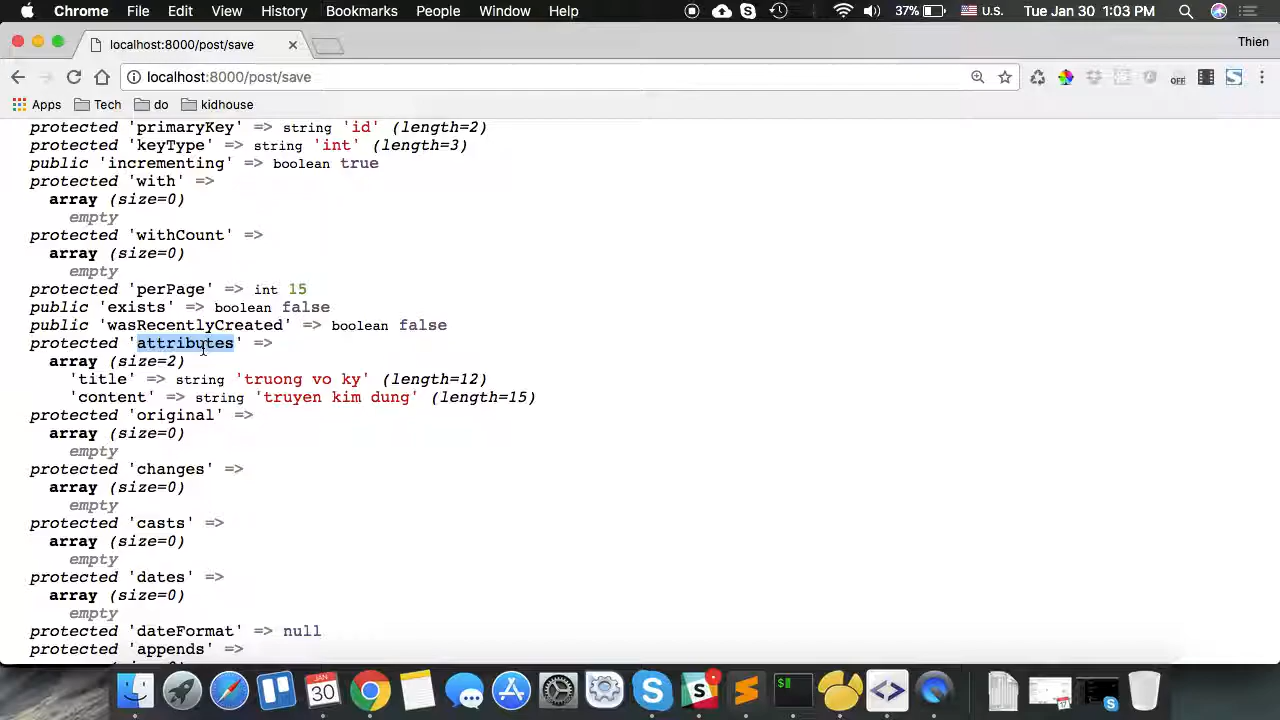 Chrome File Edit View History Bookmarks People Window Help 37% U.S. Tue Jan 30 1:03 PM
localhost:8000/post/save Thien
localhost:8000/post/save OFF
Apps Tech do kidhouse
protected 'primaryKey' => string 'id' (length=2)
protected 'keyType' => string 'int' (length=3)
public 'incrementing' => boolean true
protected 'with' =>
array (size=0)
empty
protected 'withCount' =>
array (size=0)
empty
protected 'perPage' => int 15
public 'exists' => boolean false
public 'wasRecentlyCreated' => boolean false
protected 'attributes' =>
array (size=2)
'title' => string 'truong vo ky' (length=12)
'content' => string 'truyen kim dung' (length=15)
protected 'original' =>
array (size=0)
empty
protected 'changes' =>
array (size=0)
empty
protected 'casts' =>
array (size=0)
empty
protected 'dates' =>
array (size=0)
empty
protected 'dateFormat' => null
protected 'appends' =>
JAN
30